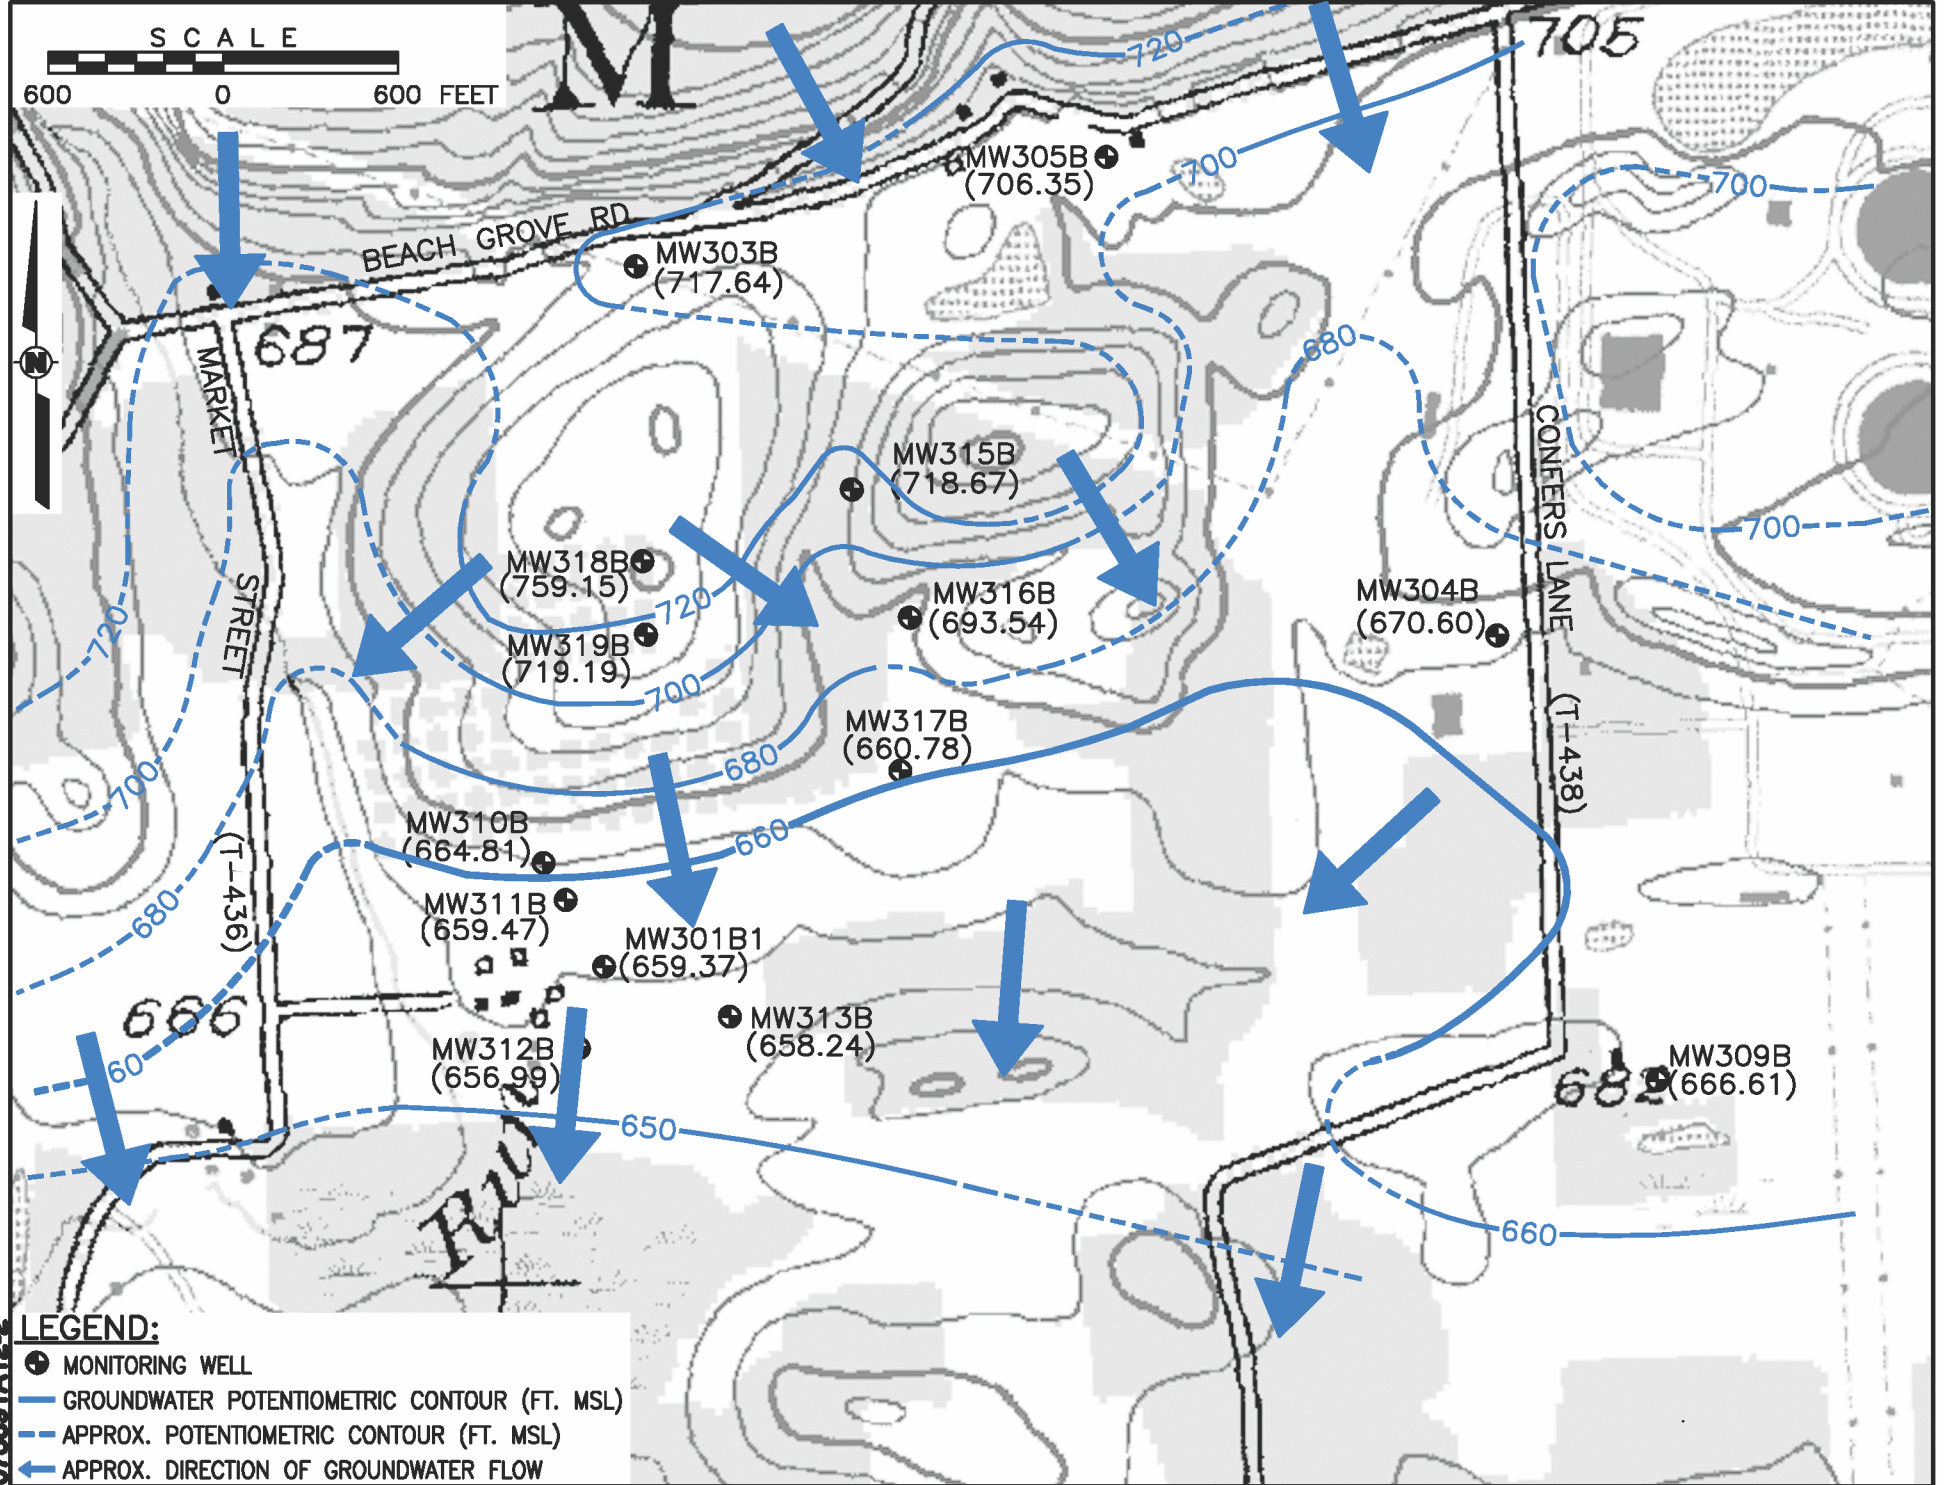 SCALE
600 0 600 FEET
M
720
705
700
MW305B
(706.35)
700
BEACH GROVE RD
MW303B
(717.64)
687
MARKET
STREET
(T-436)
N
680
CONFERS LANE
(T-438)
MW315B
(718.67)
700
MW318B
(759.15)
720
MW319B
(719.19)
700
MW316B
(693.54)
MW304B
(670.60)
720
700
680
MW317B
(660.78)
680
660
MW310B
(664.81)
MW311B
(659.47)
MW301B1
(659.37)
666
MW313B
(658.24)
MW312B
(656.99)
60
MW309B
(666.61)
682
650
660
LEGEND:
MONITORING WELL
GROUNDWATER POTENTIOMETRIC CONTOUR (FT. MSL)
APPROX. POTENTIOMETRIC CONTOUR (FT. MSL)
APPROX. DIRECTION OF GROUNDWATER FLOW